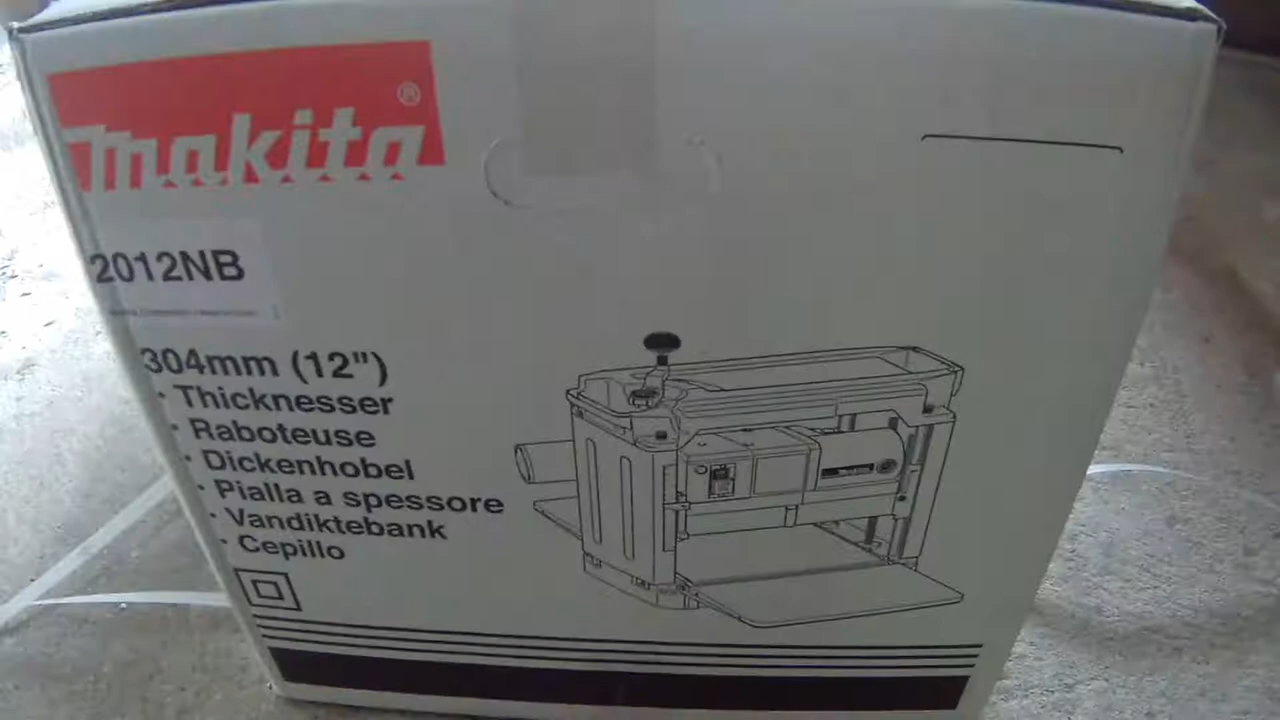 Makita®
2012NB
304mm (12")
· Thicknesser
· Raboteuse
· Dickenhobel
· Pialla a spessore
· Vandiktebank
· Cepillo